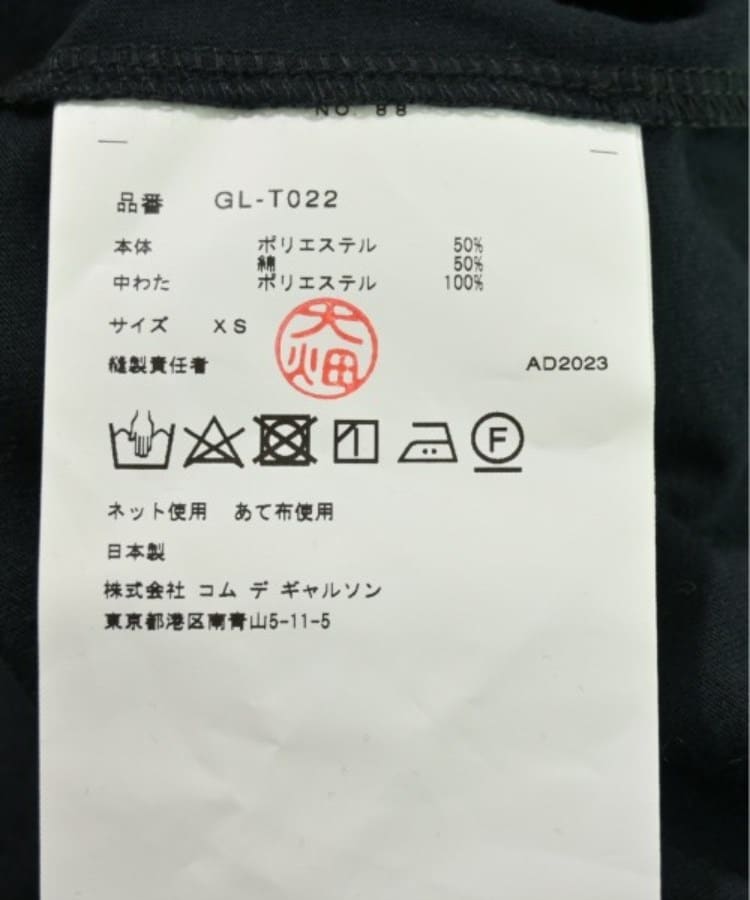 NO. 88
品番 GL-T022
本体 ポリエステル 50%
綿 50%
中わた ポリエステル 100%
サイズ XS
大畑
縫製責任者 AD2023
F
ネット使用 あて布使用
日本製
株式会社 コム デ ギャルソン
東京都港区南青山5-11-5